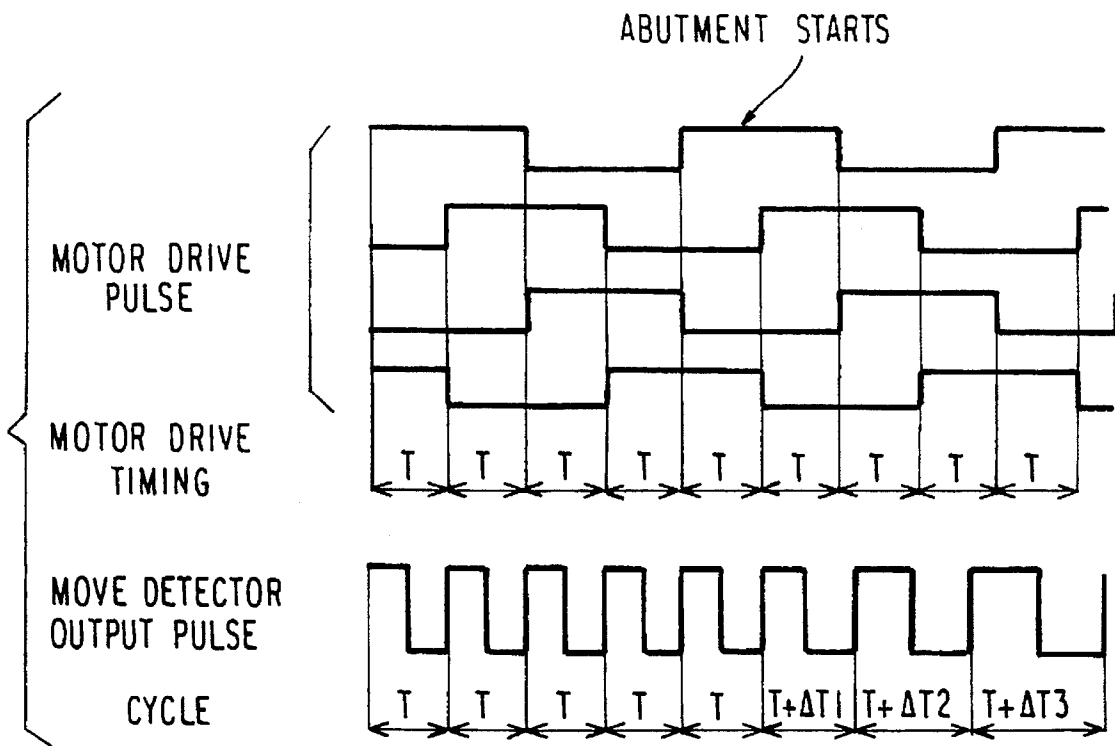 ABUTMENT STARTS
MOTOR DRIVE
PULSE
MOTOR DRIVE
TIMING
T T T T T T T T T
MOVE DETECTOR
OUTPUT PULSE
CYCLE
T T T T T T+ΔT1 T+ΔT2 T+ΔT3